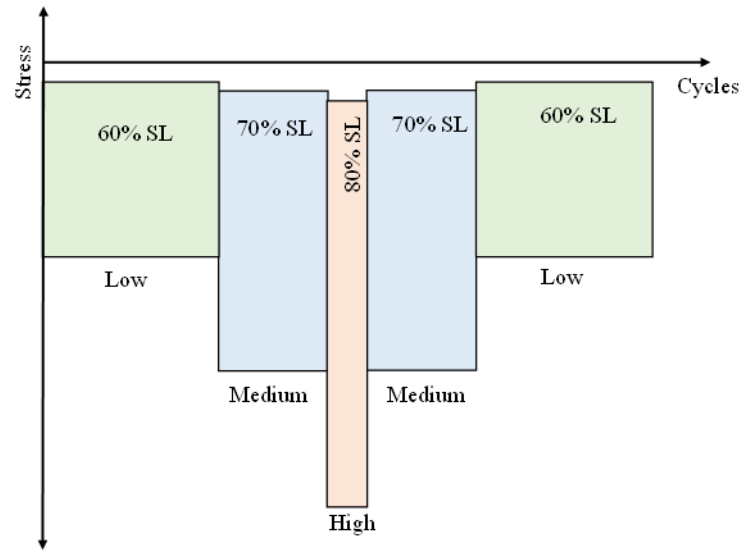 Stress
Cycles
60% SL
70% SL
80% SL
70% SL
60% SL
Low
Medium
High
Medium
Low